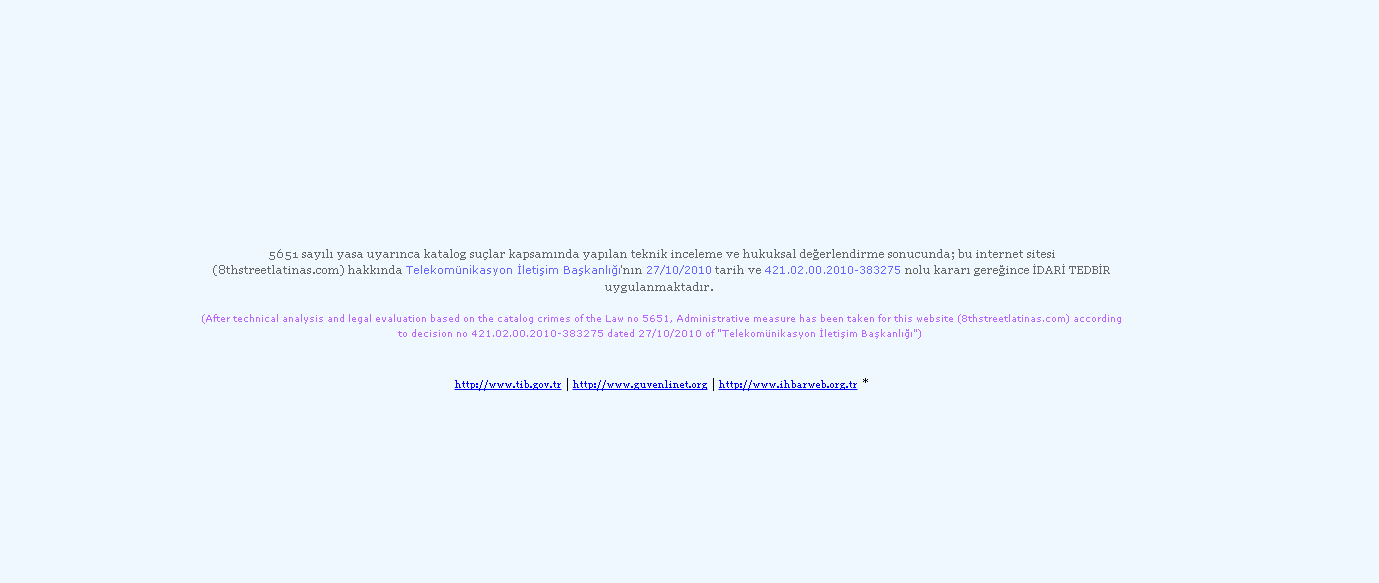 5651 sayılı yasa uyarınca katalog suçlar kapsamında yapılan teknik inceleme ve hukuksal değerlendirme sonucunda; bu internet sitesi
(8thstreetlatinas.com) hakkında Telekomünikasyon İletişim Başkanlığı'nın 27/10/2010 tarih ve 421.02.00.2010-383275 nolu kararı gereğince İDARİ TEDBİR
uygulanmaktadır.
(After technical analysis and legal evaluation based on the catalog crimes of the Law no 5651, Administrative measure has been taken for this website (8thstreetlatinas.com) according
to decision no 421.02.00.2010-383275 dated 27/10/2010 of "Telekomünikasyon İletişim Başkanlığı")
http://www.tib.gov.tr | http://www.guvenlinet.org | http://www.ihbarweb.org.tr *